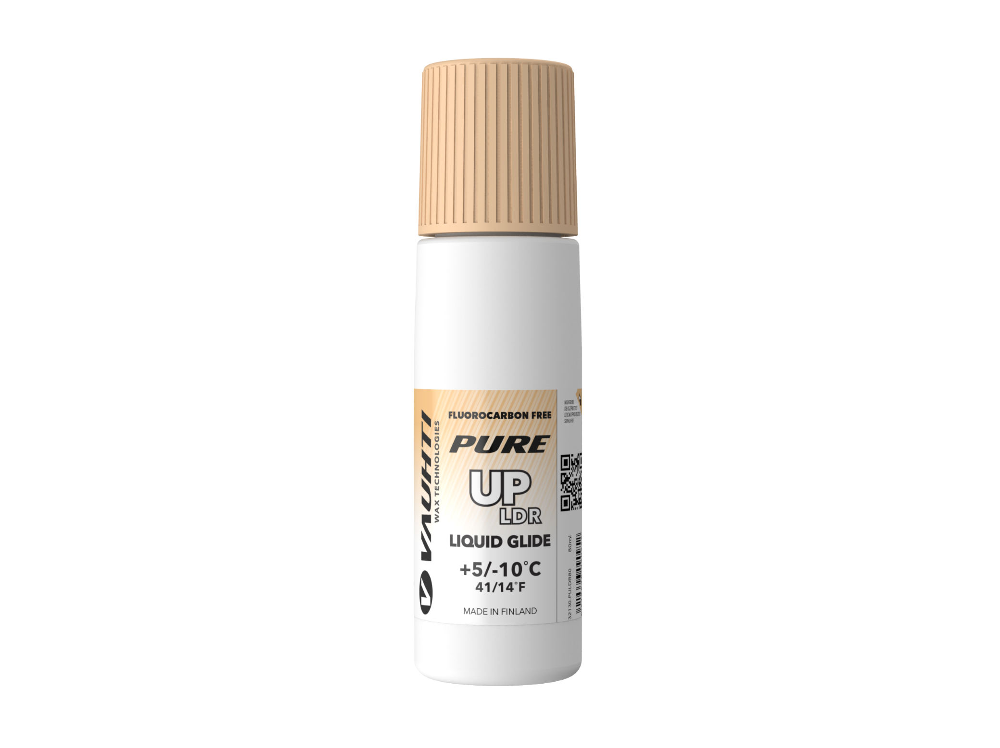 VAUHTI
WAX TECHNOLOGIES
FLUOROCARBON FREE
PURE
UP
LDR
LIQUID GLIDE
+5/-10°C
41/14°F
MADE IN FINLAND
32130-PULDR80 80ml